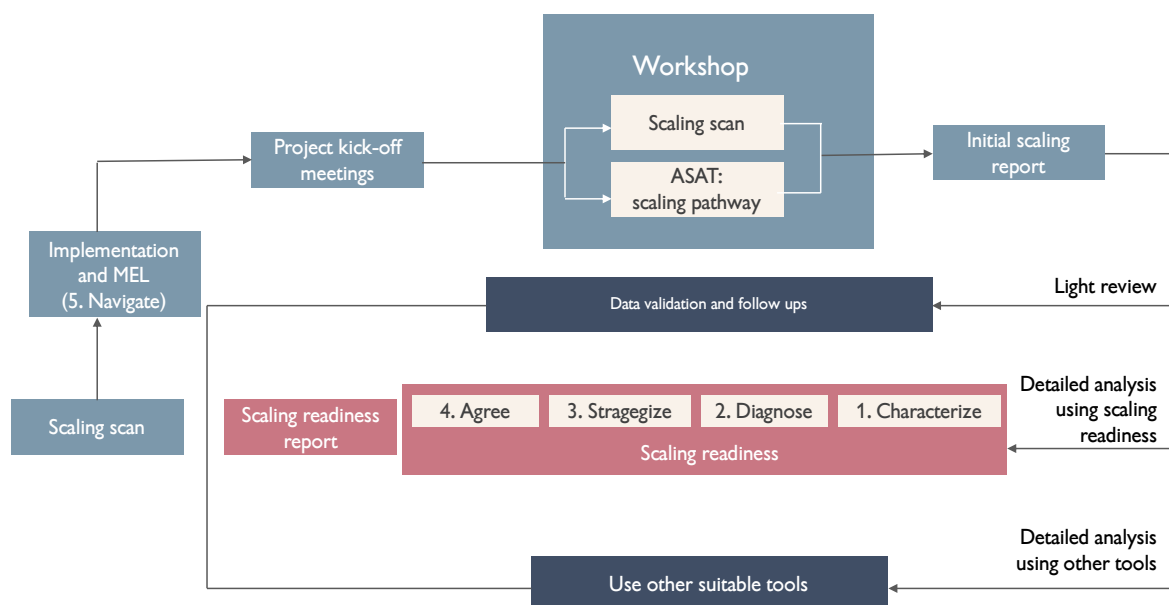 Workshop
Scaling scan
ASAT:
scaling pathway
Project kick-off
meetings
Initial scaling
report
Implementation
and MEL
(5. Navigate)
Light review
Data validation and follow ups
Scaling scan
Scaling readiness
report
4. Agree
3. Stragegize
2. Diagnose
1. Characterize
Scaling readiness
Detailed analysis
using scaling
readiness
Detailed analysis
using other tools
Use other suitable tools